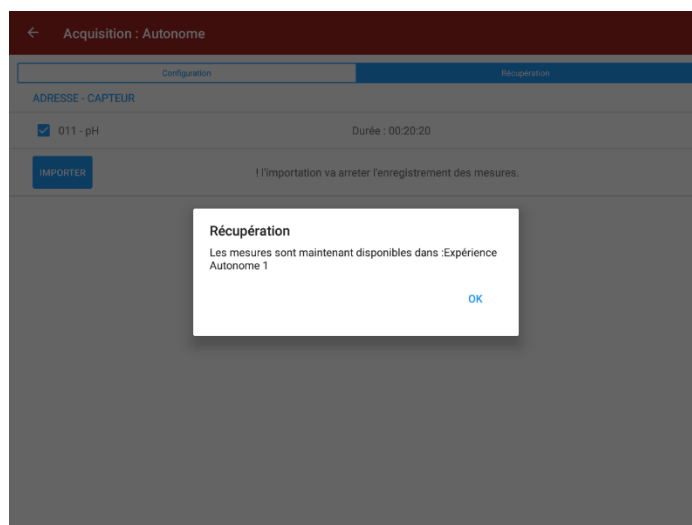 Acquisition : Autonome
Configuration
Récupération
ADRESSE - CAPTEUR
011 - pH
Durée : 00:20:20
IMPORTER
! l'importation va arreter l'enregistrement des mesures.
Récupération
Les mesures sont maintenant disponibles dans :Expérience
Autonome 1
OK